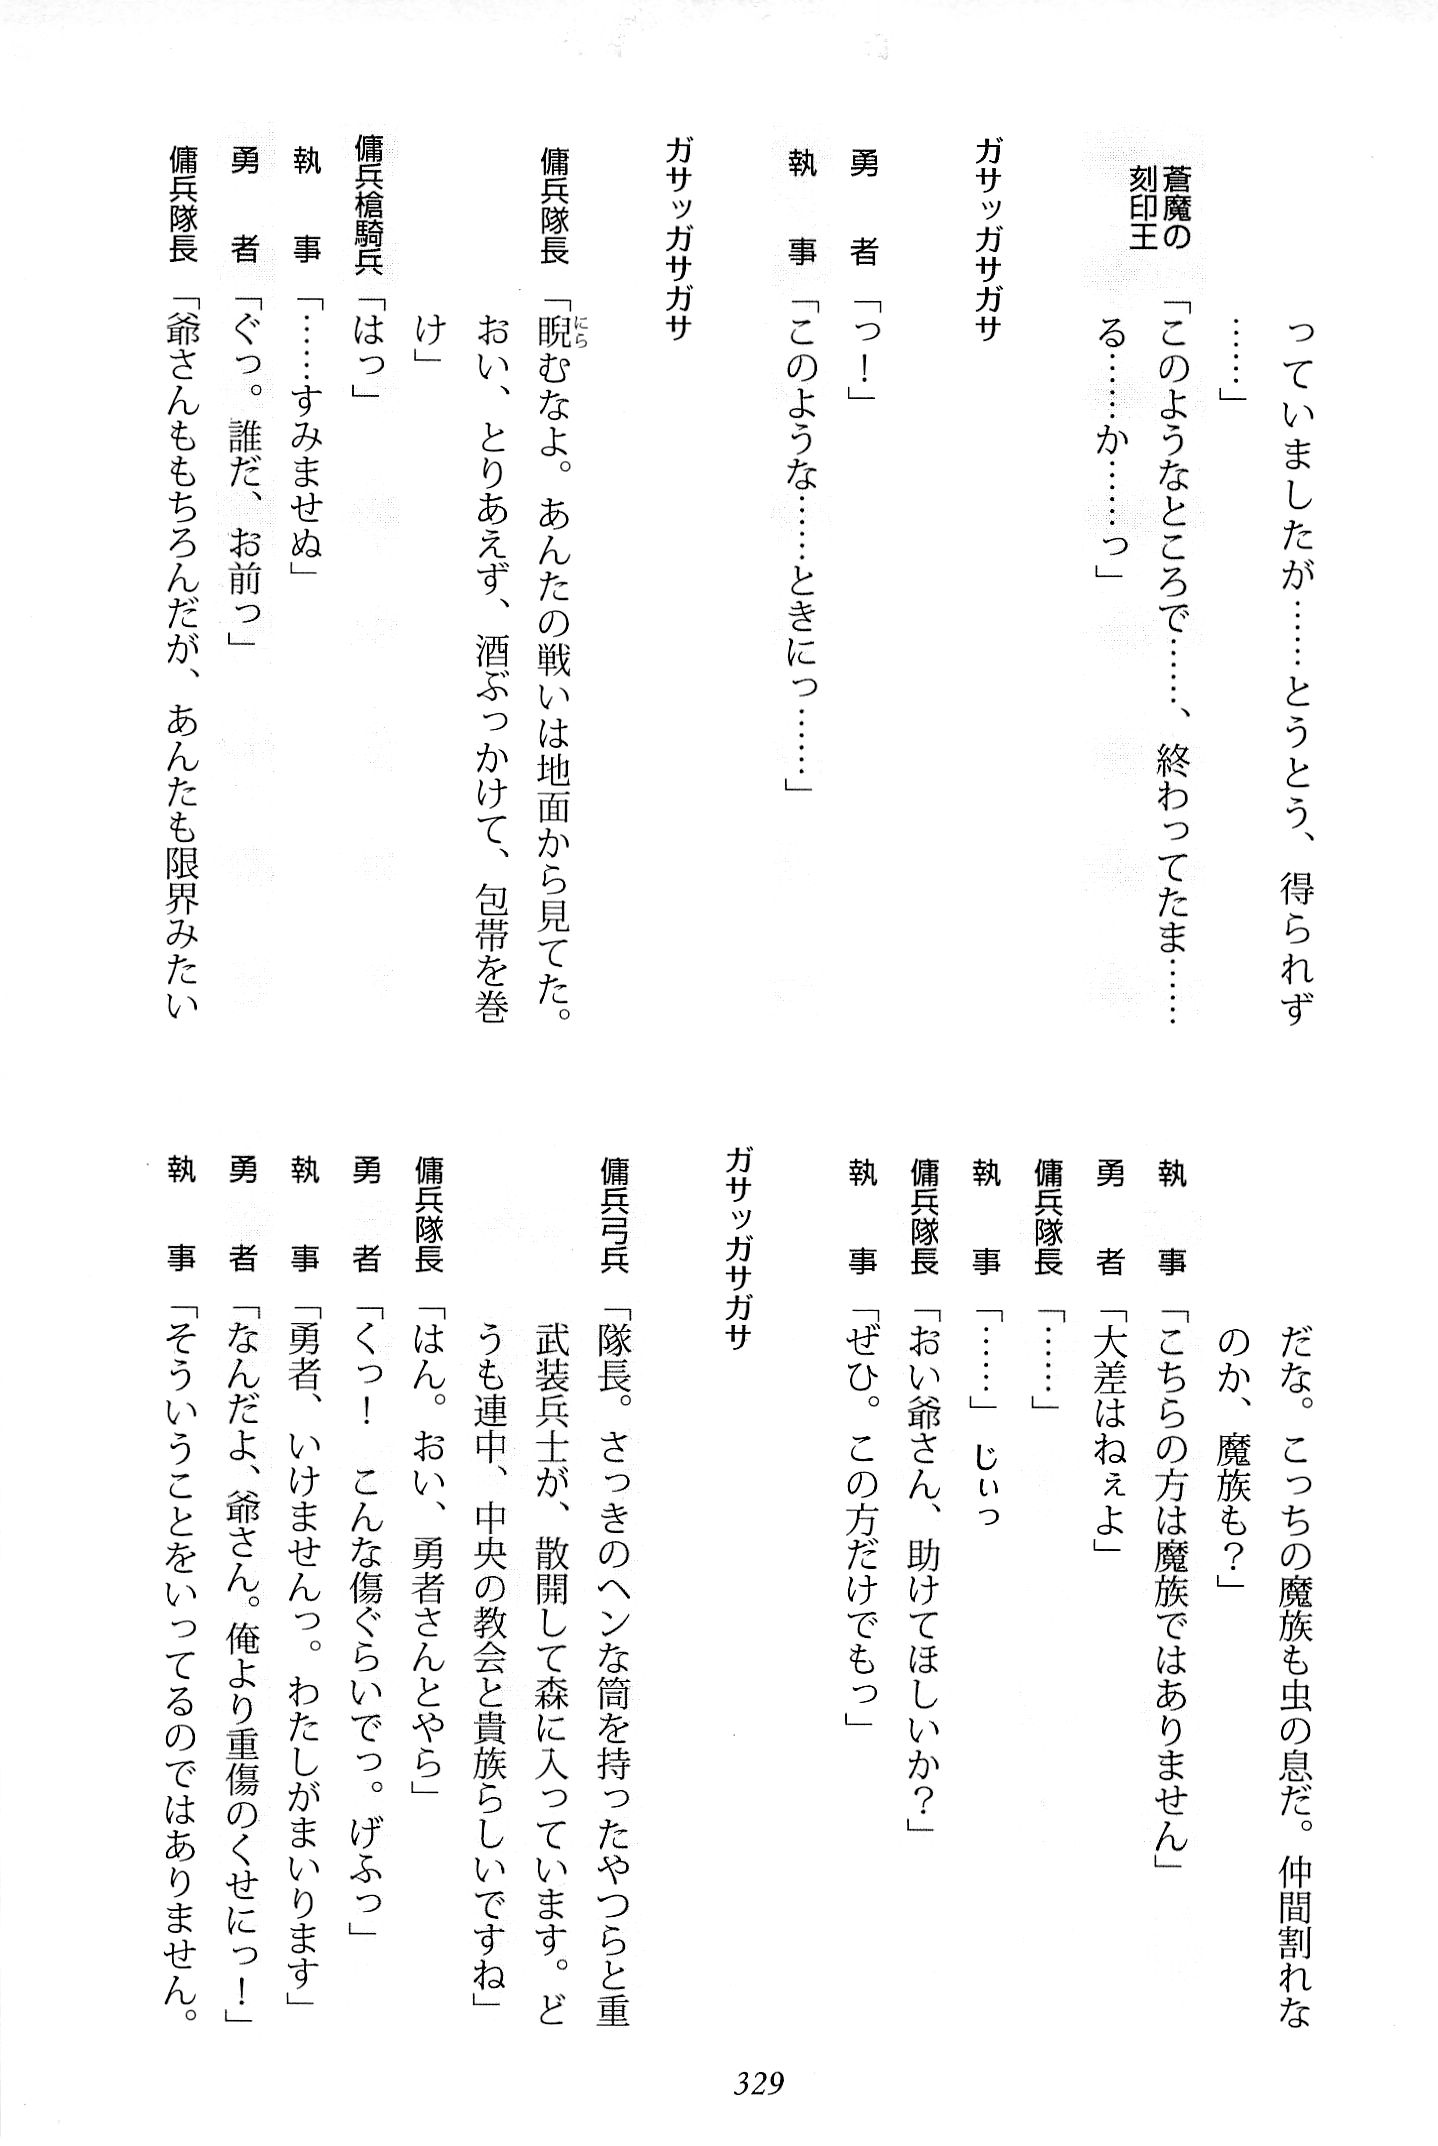 っていましたが……とうとう、得られず
……」
蒼魔の
刻印王「このようなところで……、終わってたま……
る……か……っ」
ガサッガサガサ
勇者「っ！」
執事「このような……ときにっ……」
ガサッガサガサ
傭兵隊長「睨むなよ。あんたの戦いは地面から見てた。
おい、とりあえず、酒ぶっかけて、包帯を巻
け」
傭兵槍騎兵「はっ」
執事「……すみませぬ」
勇者「ぐっ。誰だ、お前っ」
傭兵隊長「爺さんももちろんだが、あんたも限界みたい
だな。こっちの魔族も虫の息だ。仲間割れな
のか、魔族も？」
執事「こちらの方は魔族ではありません」
勇者「大差はねぇよ」
傭兵隊長「……」
執事「……」じぃっ
傭兵隊長「おい爺さん、助けてほしいか？」
執事「ぜひ。この方だけでもっ」
ガサッガサガサ
傭兵弓兵「隊長。さっきのヘンな筒を持ったやつらと重
武装兵士が、散開して森に入っています。ど
うも連中、中央の教会と貴族らしいですね」
傭兵隊長「はん。おい、勇者さんとやら」
勇者「くっ！　こんな傷ぐらいでっ。げふっ」
執事「勇者、いけませんっ。わたしがまいります」
勇者「なんだよ、爺さん。俺より重傷のくせにっ！」
執事「そういうことをいってるのではありません。
329